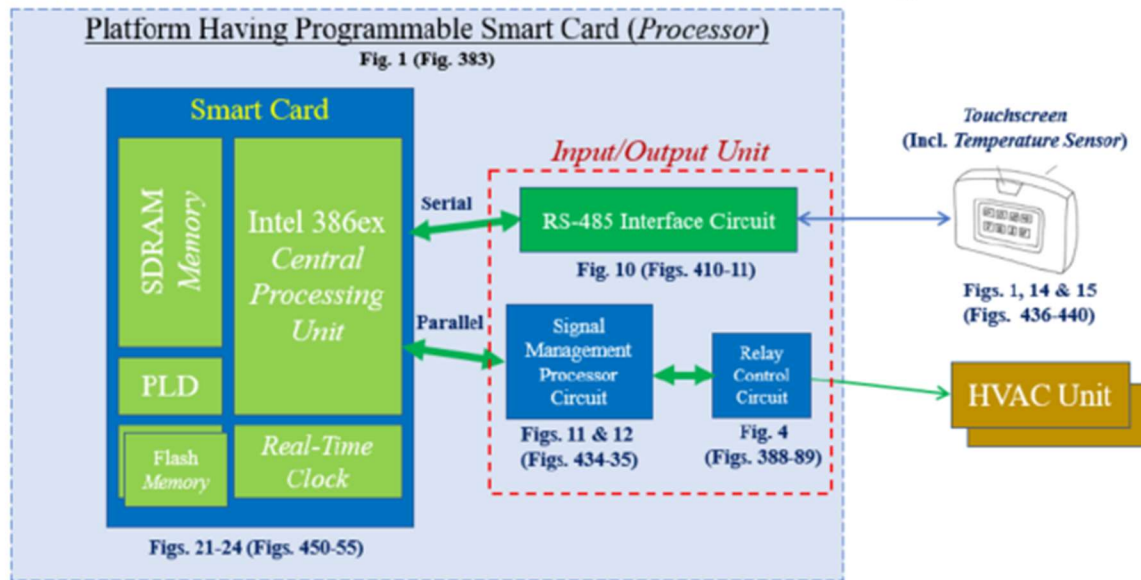 Platform Having Programmable Smart Card (Processor)
Fig. 1 (Fig. 383)
Smart Card
SDRAM
Memory
Intel 386ex
Central
Processing
Unit
PLD
Flash
Memory
Real-Time
Clock
Figs. 21-24 (Figs. 450-55)
Serial
Parallel
Input/Output Unit
RS-485 Interface Circuit
Fig. 10 (Figs. 410-11)
Signal
Management
Processor
Circuit
Figs. 11 & 12
(Figs. 434-35)
Relay
Control
Circuit
Fig. 4
(Figs. 388-89)
Touchscreen
(Incl. Temperature Sensor)
Figs. 1, 14 & 15
(Figs. 436-440)
HVAC Unit